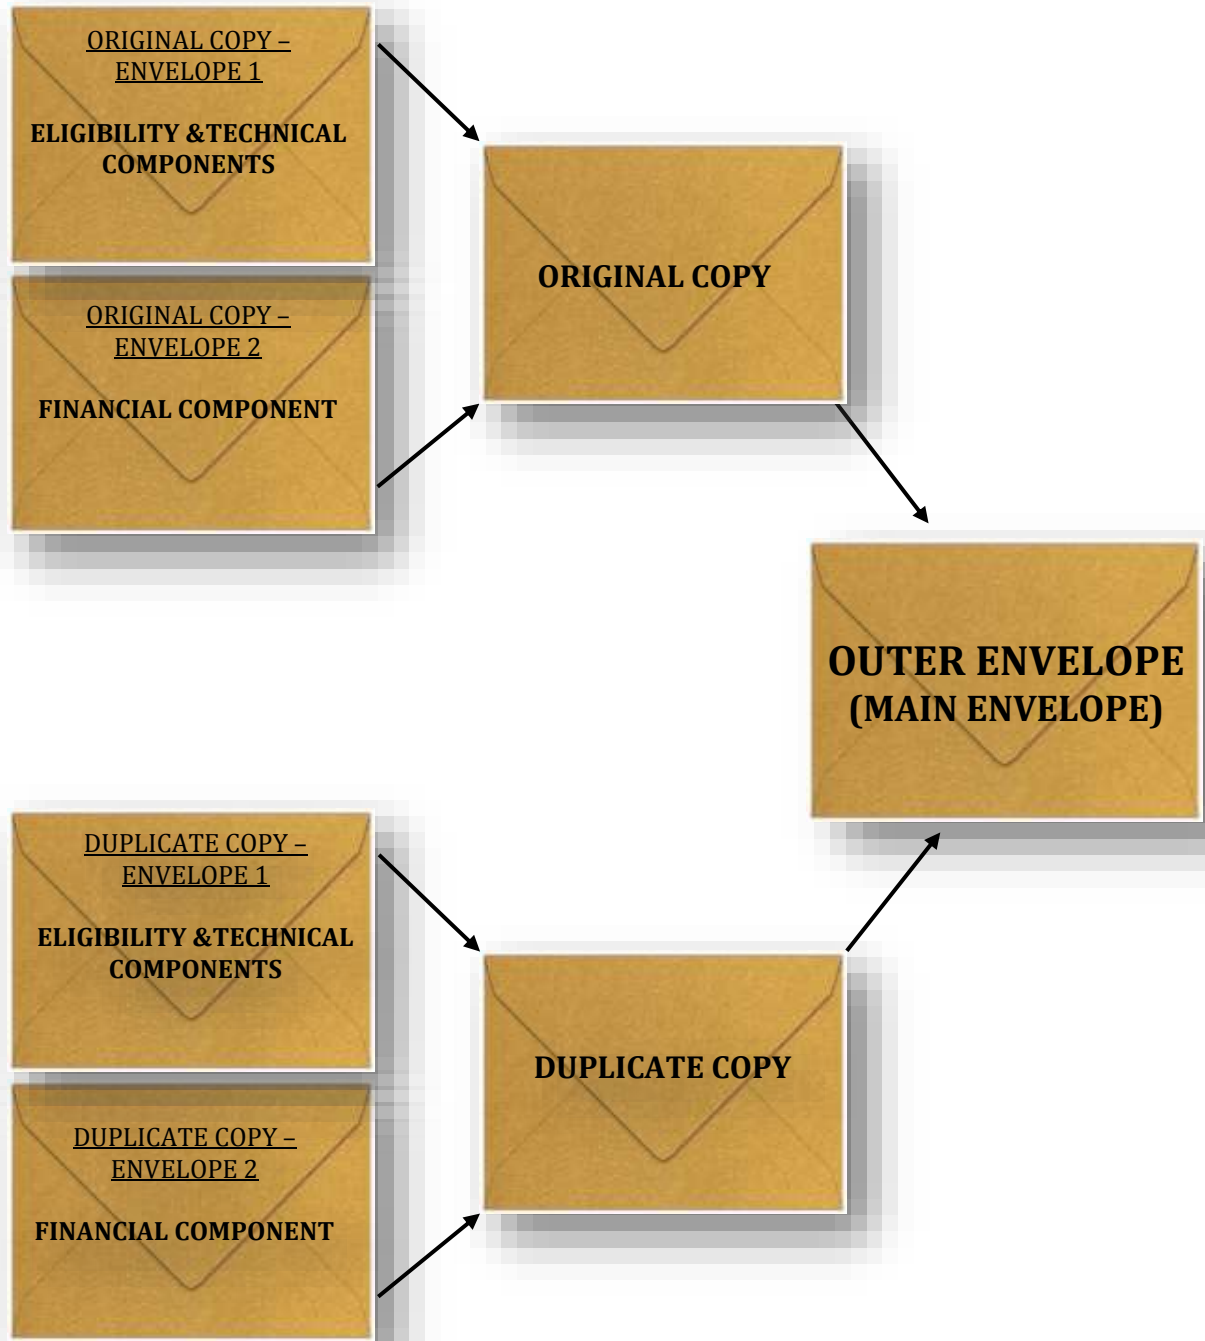 ORIGINAL COPY –
ENVELOPE 1
ELIGIBILITY &TECHNICAL
COMPONENTS
ORIGINAL COPY –
ENVELOPE 2
FINANCIAL COMPONENT
ORIGINAL COPY
OUTER ENVELOPE
(MAIN ENVELOPE)
DUPLICATE COPY –
ENVELOPE 1
ELIGIBILITY &TECHNICAL
COMPONENTS
DUPLICATE COPY –
ENVELOPE 2
FINANCIAL COMPONENT
DUPLICATE COPY